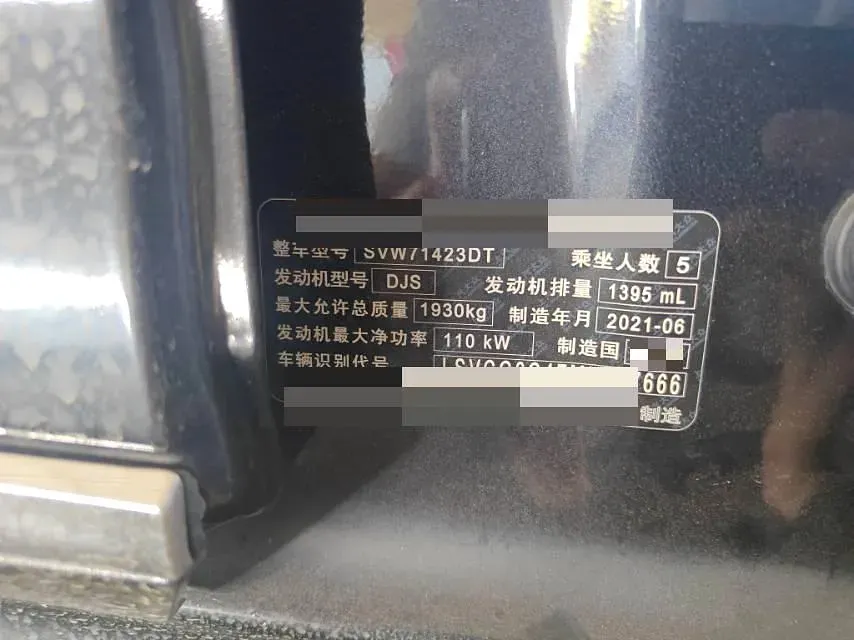 整车型号 SVW71423DT 乘坐人数 5
发动机型号 DJS 发动机排量 1395 mL
最大允许总质量 1930kg 制造年月 2021-06
发动机最大净功率 110 kW 制造国
车辆识别代号 7666
制造